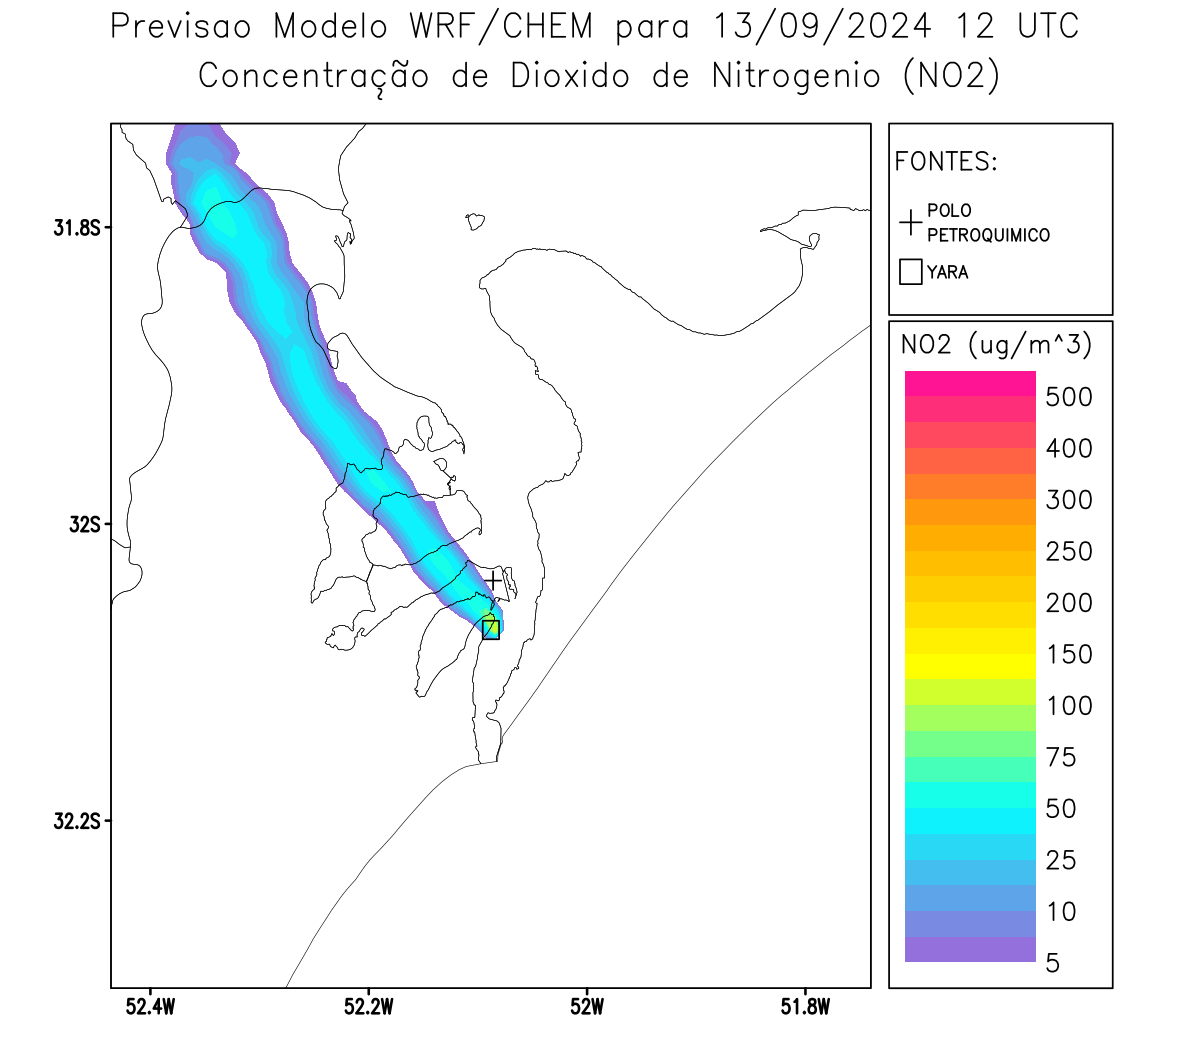 Previsao Modelo WRF/CHEM para 13/09/2024 12 UTC
Concentração de Dioxido de Nitrogenio (NO2)
FONTES:
POLO
PETROQUIMICO
YARA
NO2 (ug/m^3)
500
400
300
250
200
150
100
75
50
25
10
5
31.8S
32S
32.2S
52.4W
52.2W
52W
51.8W